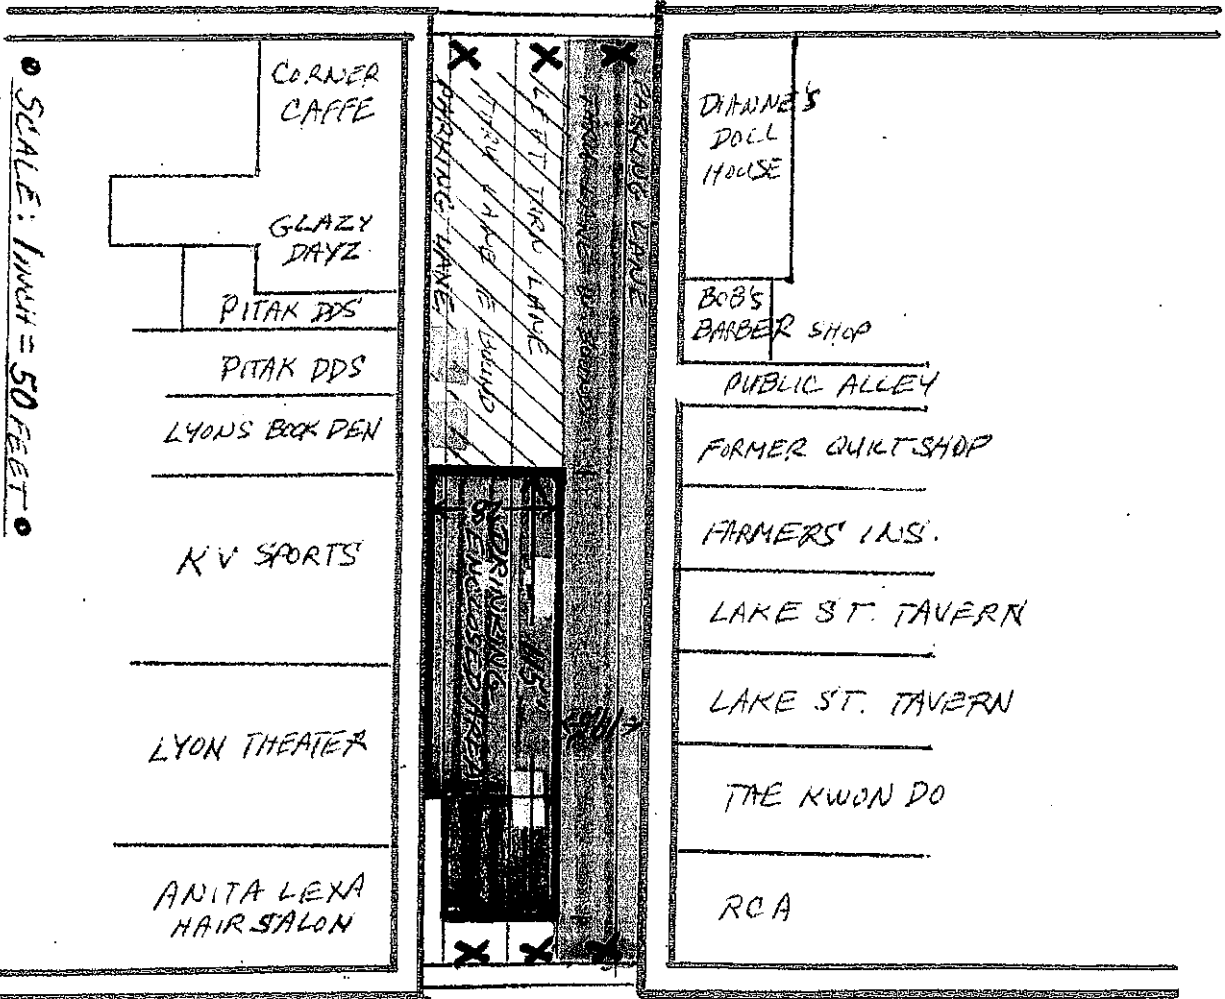 CORNER
CAFFE
GLAZY
DAYZ
PITAK DDS
PITAK DDS
LYONS BOOK DEN
KV SPORTS
LYON THEATER
ANITA LEXA
HAIR SALON
• SCALE: 1 INCH = 50 FEET •
PARKING LANE
LEFT TURN LANE
PARKING LANE
DRINKING
ENCLOSED AREA
DIANNE'S
DOLL
HOUSE
BOB'S
BARBER SHOP
PUBLIC ALLEY
FORMER QUILT SHOP
FARMERS INS.
LAKE ST. TAVERN
LAKE ST. TAVERN
TAE KWON DO
RCA